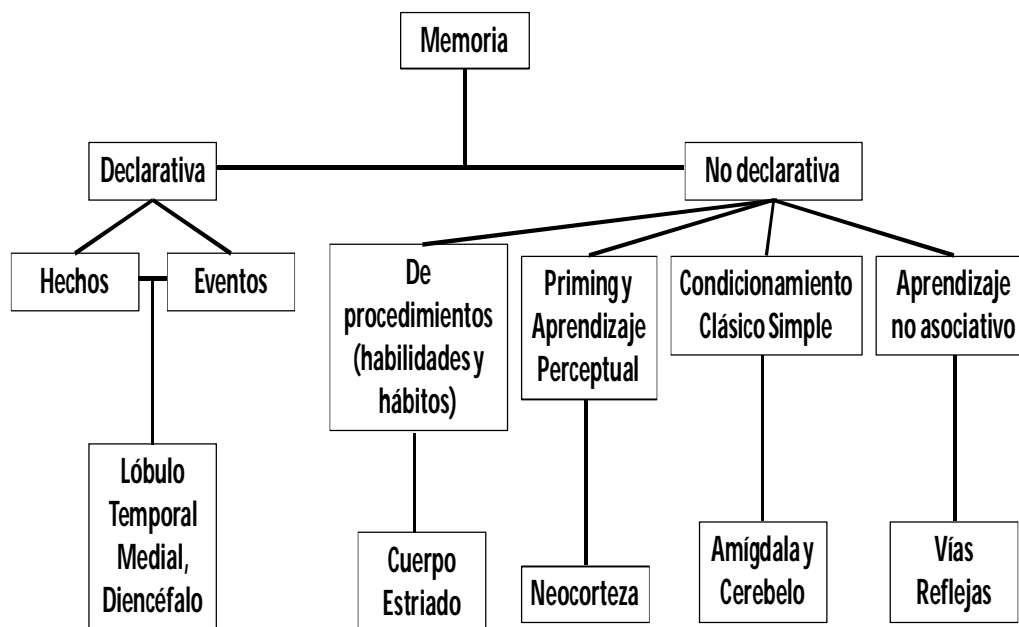 Memoria
Declarativa
No declarativa
Hechos
Eventos
De
procedimientos
(habilidades y
hábitos)
Priming y
Aprendizaje
Perceptual
Condicionamiento
Clásico Simple
Aprendizaje
no asociativo
Lóbulo
Temporal
Medial,
Diencéfalo
Cuerpo
Estriado
Neocorteza
Amígdala y
Cerebelo
Vías
Reflejas